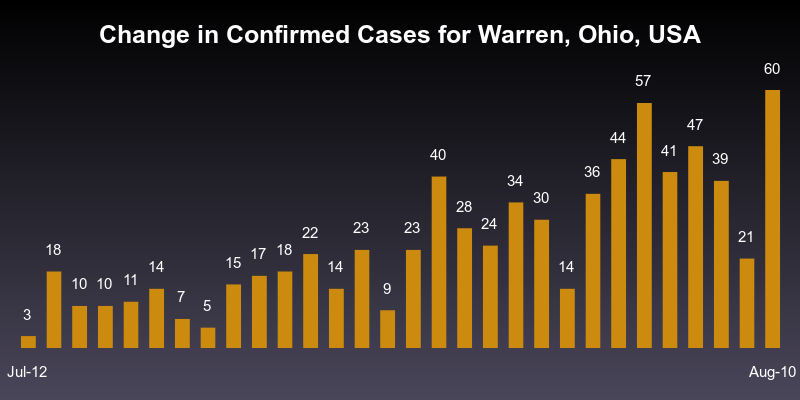 Change in Confirmed Cases for Warren, Ohio, USA
3 18 10 10 11 14 7 5 15 17 18 22 14 23 9 23 40 28 24 34 30 14 36 44 57 41 47 39 21 60
Jul-12 Aug-10